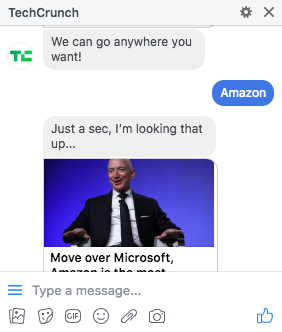 TechCrunch
We can go anywhere you
want!
TC
Amazon
Just a sec, I'm looking that
up...
Move over Microsoft,
Amazon is the most
Type a message...
GIF